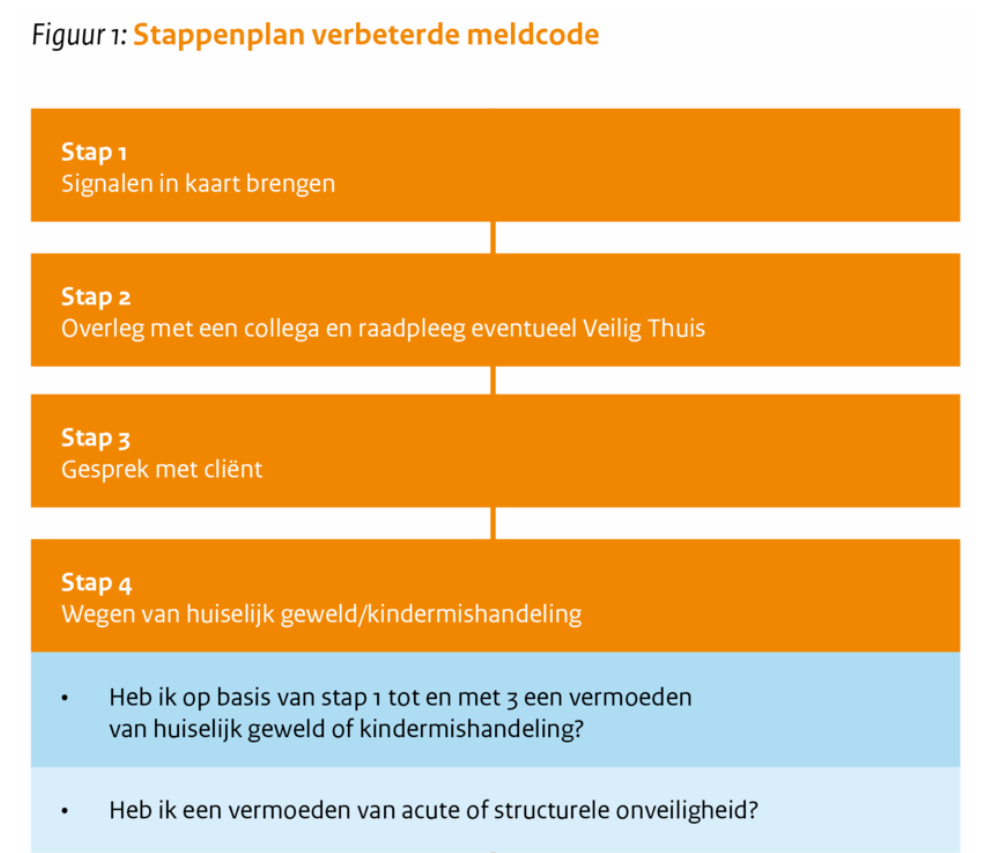 Figuur 1: Stappenplan verbeterde meldcode
Stap 1
Signalen in kaart brengen
Stap 2
Overleg met een collega en raadpleeg eventueel Veilig Thuis
Stap 3
Gesprek met cliënt
Stap 4
Wegen van huiselijk geweld/kindermishandeling
• Heb ik op basis van stap 1 tot en met 3 een vermoeden
van huiselijk geweld of kindermishandeling?
• Heb ik een vermoeden van acute of structurele onveiligheid?